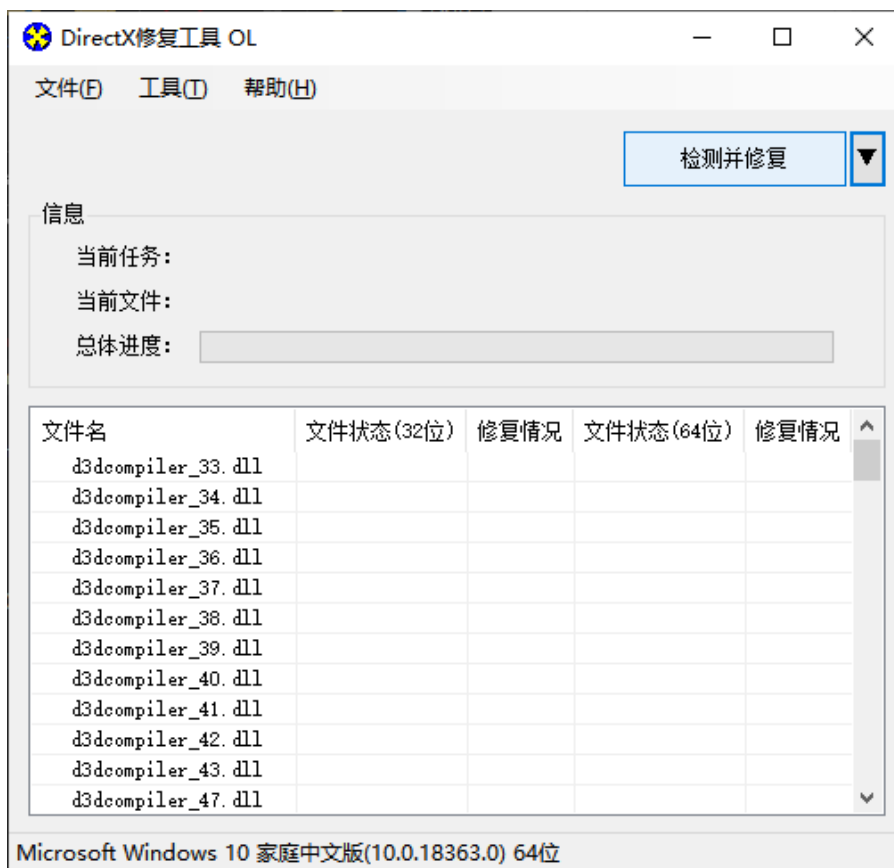 DirectX修复工具 OL
文件(F) 工具(T) 帮助(H)
检测并修复
信息
当前任务：
当前文件：
总体进度：
文件名 文件状态(32位) 修复情况 文件状态(64位) 修复情况
d3dcompiler_33.dll
d3dcompiler_34.dll
d3dcompiler_35.dll
d3dcompiler_36.dll
d3dcompiler_37.dll
d3dcompiler_38.dll
d3dcompiler_39.dll
d3dcompiler_40.dll
d3dcompiler_41.dll
d3dcompiler_42.dll
d3dcompiler_43.dll
d3dcompiler_47.dll
Microsoft Windows 10 家庭中文版(10.0.18363.0) 64位